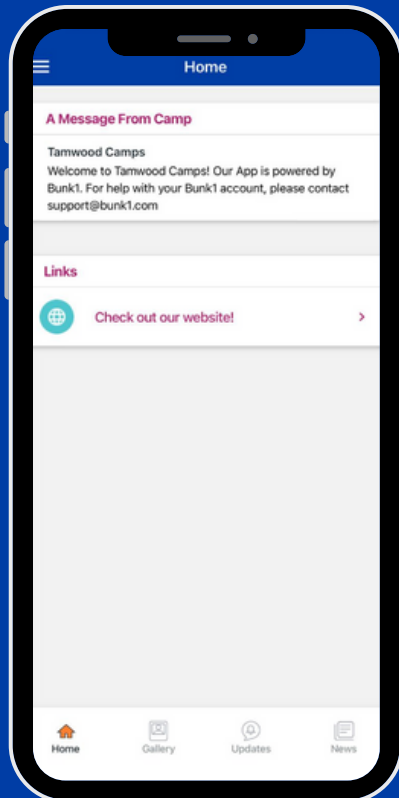 Home
A Message From Camp
Tamwood Camps
Welcome to Tamwood Camps! Our App is powered by
Bunk1. For help with your Bunk1 account, please contact
support@bunk1.com
Links
Check out our website!
Home Gallery Updates News